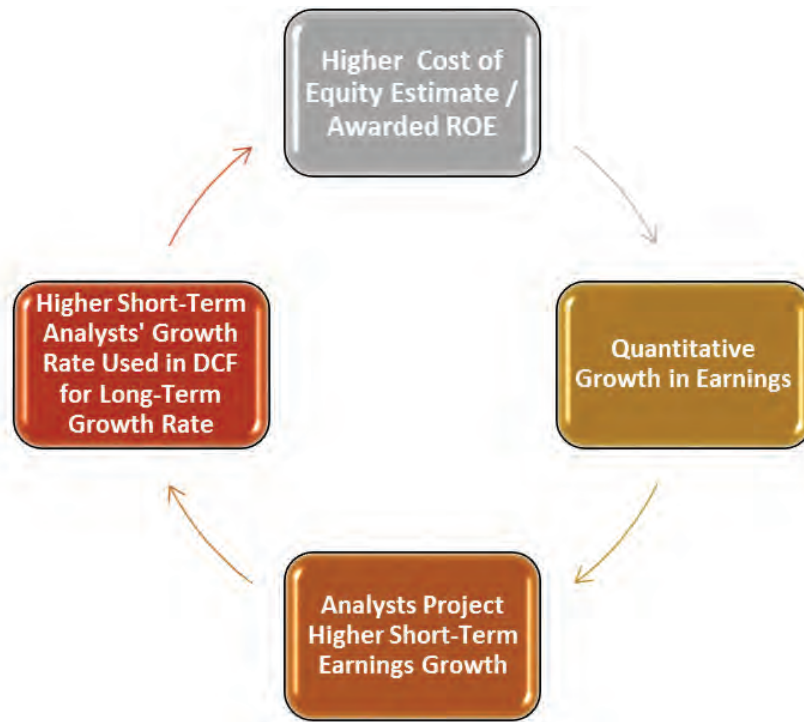 Higher Cost of
Equity Estimate /
Awarded ROE
Quantitative
Growth in Earnings
Analysts Project
Higher Short-Term
Earnings Growth
Higher Short-Term
Analysts' Growth
Rate Used in DCF
for Long-Term
Growth Rate